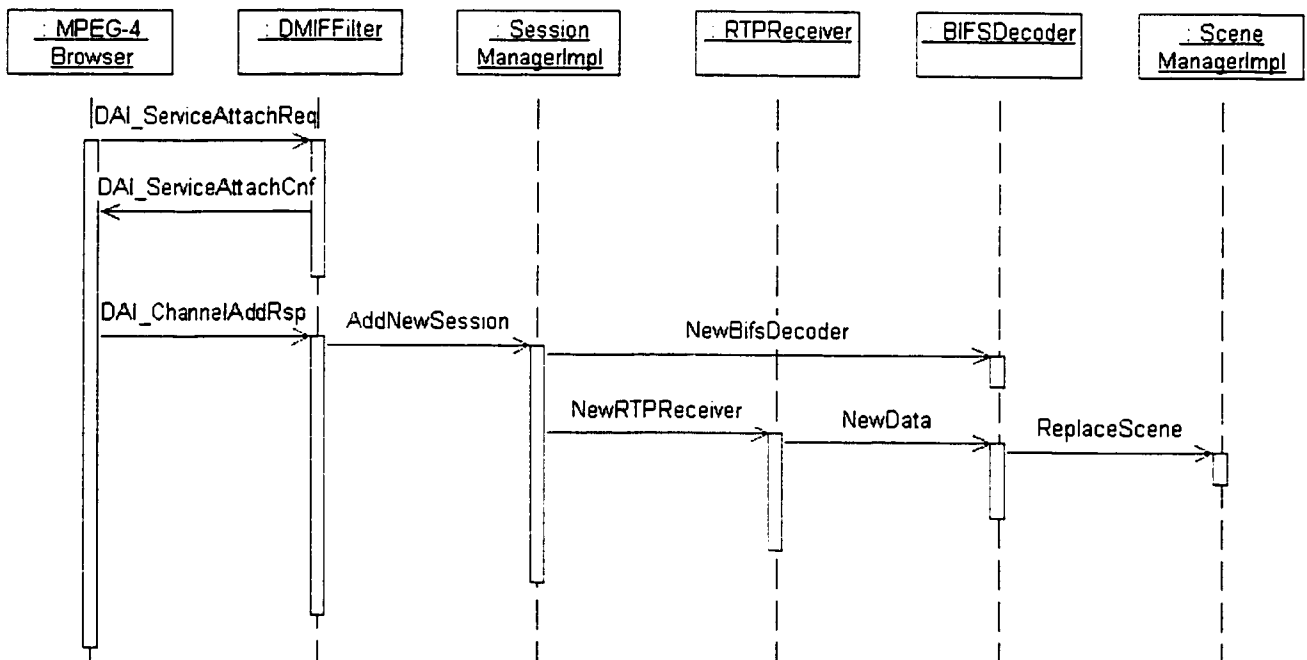 : MPEG-4
Browser
: DMIFFilter
: Session
ManagerImpl
: RTPReceiver
: BIFSDecoder
: Scene
ManagerImpl
DAI_ServiceAttachReq
DAI_ServiceAttachCnf
DAI_ChannelAddRsp
AddNewSession
NewBifsDecoder
NewRTPReceiver
NewData
ReplaceScene